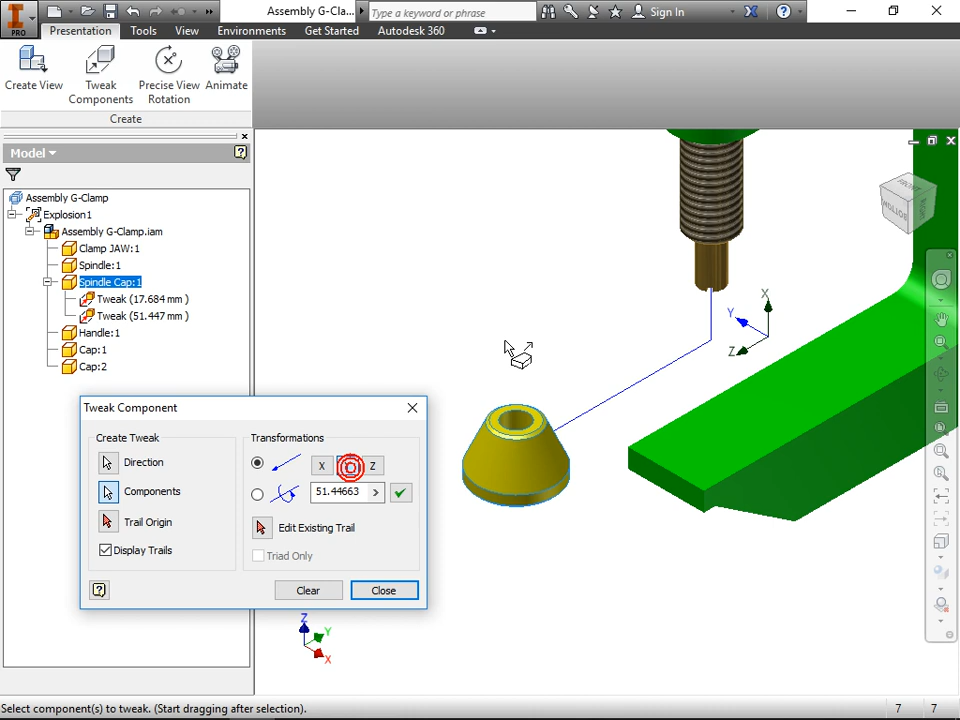 Assembly G-Clam...
Type a keyword or phrase
Sign In
PRO
Presentation
Tools
View
Environments
Get Started
Autodesk 360
Create View
Tweak
Components
Precise View
Rotation
Animate
Create
Model
Assembly G-Clamp
Explosion1
Assembly G-Clamp.iam
Clamp JAW:1
Spindle:1
Spindle Cap:1
Tweak (17.684 mm )
Tweak (51.447 mm )
Handle:1
Cap:1
Cap:2
X
Y
Z
BOTTOM
Tweak Component
Create Tweak
Direction
Components
Trail Origin
Display Trails
Transformations
X
Z
51.44663
Edit Existing Trail
Triad Only
Clear
Close
Z
Y
X
Select component(s) to tweak. (Start dragging after selection).
7
7